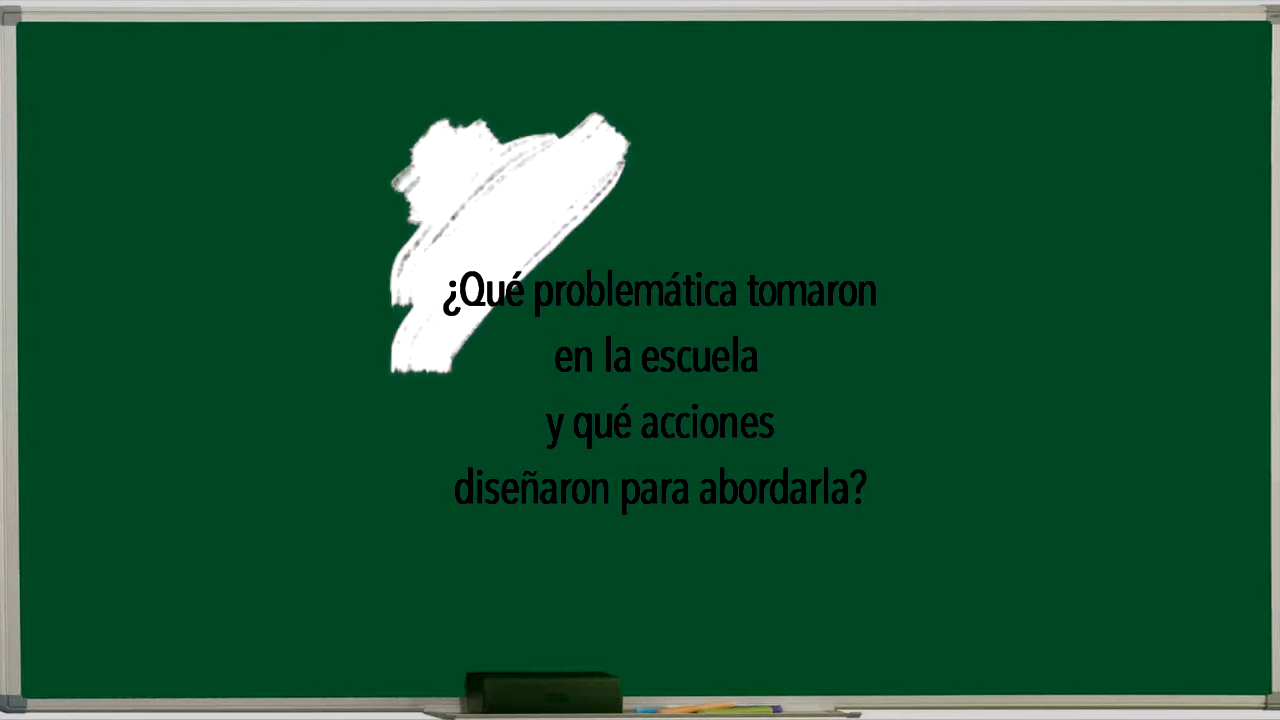 ¿Qué problemática tomaron
en la escuela
y qué acciones
diseñaron para abordarla?